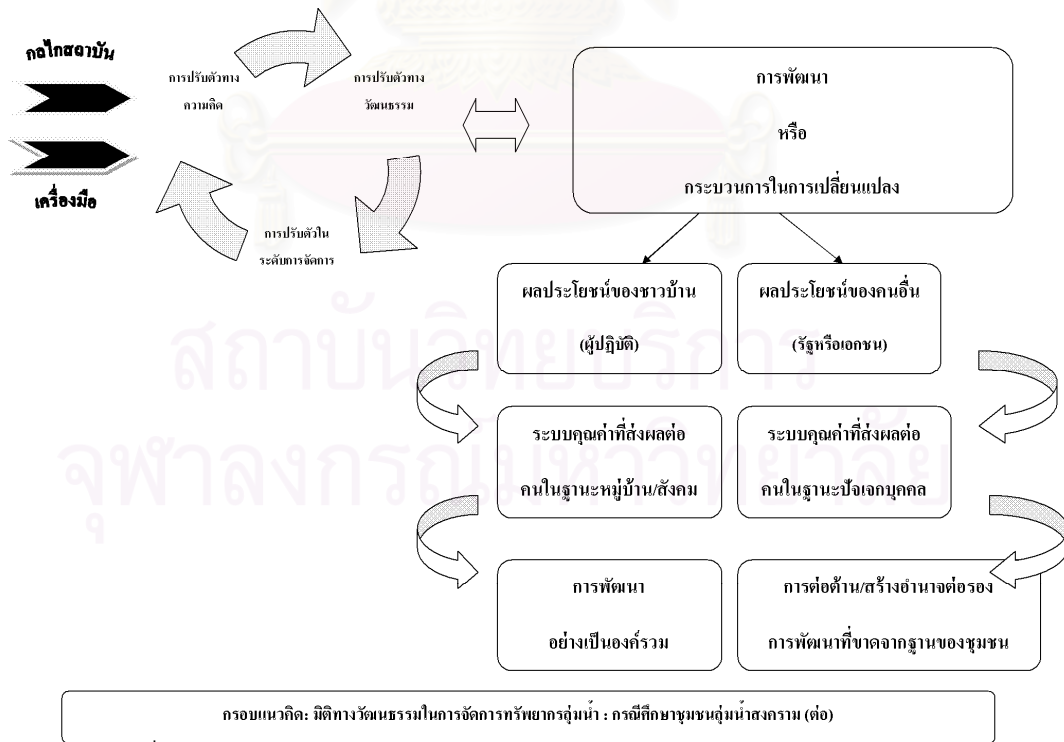 กลไกสถาบัน
การปรับตัวทาง
ความคิด
การปรับตัวทาง
วัฒนธรรม
การพัฒนา
หรือ
กระบวนการในการเปลี่ยนแปลง
เครื่องมือ
การปรับตัวใน
ระดับการจัดการ
ผลประโยชน์ของชาวบ้าน
(ผู้ปฎิบัติ)
ผลประโยชน์ของคนอื่น
(รัฐหรือเอกชน)
สถาบันวิทยบริการ
จุฬาลงกรณ์มหาวิทยาลัย
ระบบคุณค่าที่ส่งผลต่อ
คนในฐานะหมู่บ้าน/สังคม
ระบบคุณค่าที่ส่งผลต่อ
คนในฐานะปัจเจกบุคคล
การพัฒนา
อย่างเป็นองค์รวม
การต่อต้าน/สร้างอำนาจต่อรอง
การพัฒนาที่ขาดจากฐานของชุมชน
กรอบแนวคิด: มิติทางวัฒนธรรมในการจัดการทรัพยากรลุ่มน้ำ : กรณีศึกษาชุมชนลุ่มน้ำสงคราม (ต่อ)